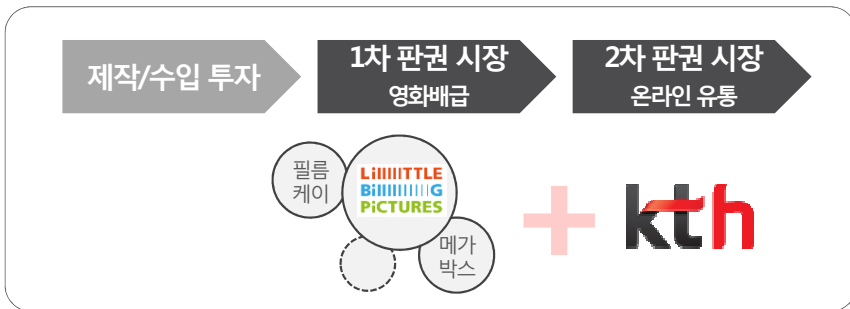 제작/수입 투자
1차 판권 시장
영화배급
2차 판권 시장
온라인 유통
필름
케이
LiIIIIITTLE
BiIIIIIIIIIG
PiCTURES
메가
박스
+
kth